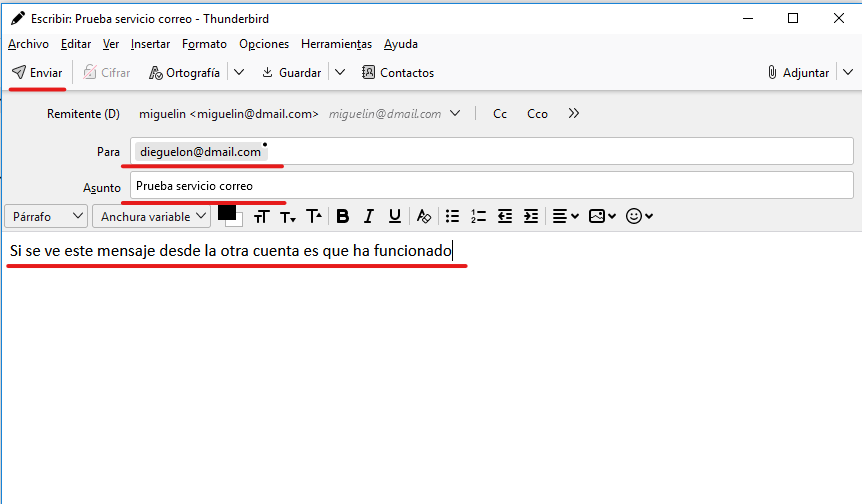 Escribir: Prueba servicio correo - Thunderbird
Archivo Editar Ver Insertar Formato Opciones Herramientas Ayuda
Enviar Cifrar Ortografía Guardar Contactos Adjuntar
Remitente (D) miguelin <miguelin@dmail.com> miguelin@dmail.com Cc Cco
Para dieguelon@dmail.com
Asunto Prueba servicio correo
Párrafo Anchura variable
Si se ve este mensaje desde la otra cuenta es que ha funcionado